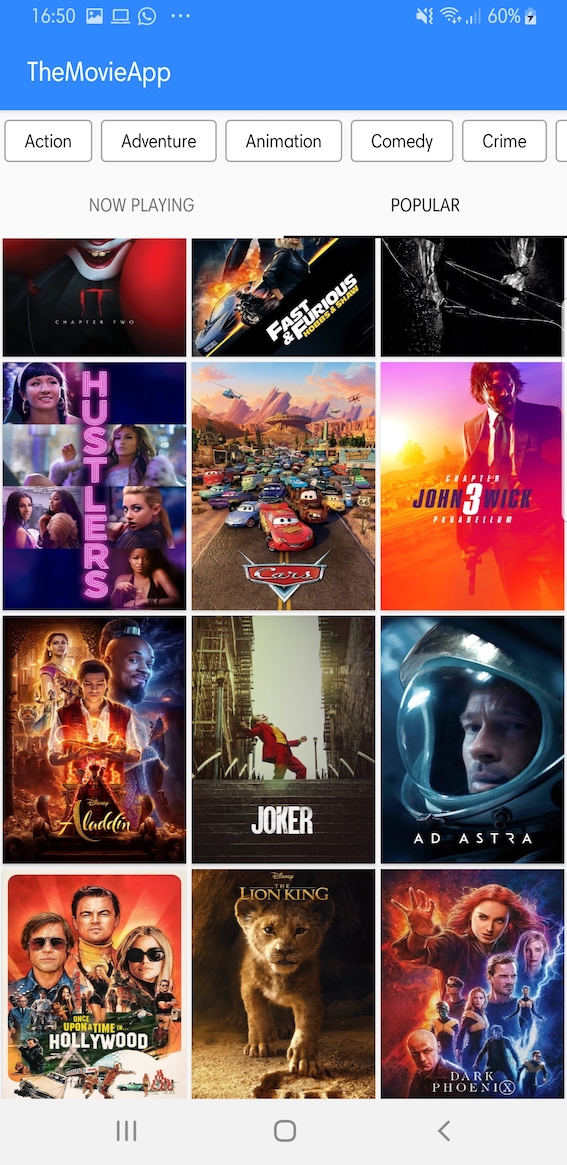 16:50
60%
TheMovieApp
Action
Adventure
Animation
Comedy
Crime
NOW PLAYING
POPULAR
IT
CHAPTER TWO
FAST
& FURIOUS
HOBBS & SHAW
HUSTLERS
Cars
CHAPTER
JOHN 3 WICK
PARABELLUM
Disney
Aladdin
JOKER
AD ASTRA
ONCE
UPON A TIME IN...
HOLLYWOOD
Disney
THE
LION KING
DARK
PHOENIX